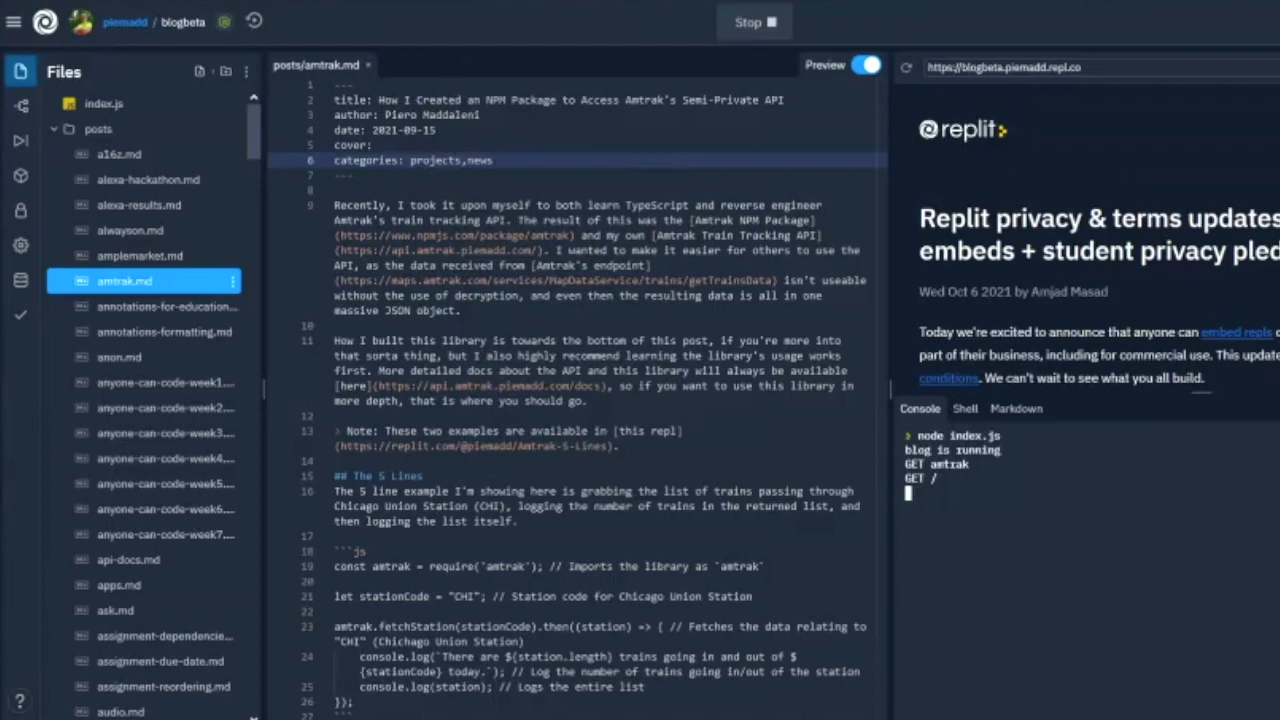 piemadd / blogbeta
Stop
Files
index.js
posts
a16z.md
alexa-hackathon.md
alexa-results.md
alwayson.md
amplemarket.md
amtrak.md
annotations-for-education...
annotations-formatting.md
anon.md
anyone-can-code-week1....
anyone-can-code-week2....
anyone-can-code-week3....
anyone-can-code-week4....
anyone-can-code-week5....
anyone-can-code-week6....
anyone-can-code-week7....
api-docs.md
apps.md
ask.md
assignment-dependencie...
assignment-due-date.md
assignment-reordering.md
audio.md
?
posts/amtrak.md ×
Preview
1 ---
2 title: How I Created an NPM Package to Access Amtrak's Semi-Private API
3 author: Piero Maddaleni
4 date: 2021-09-15
5 cover:
6 categories: projects,news
7 ---
8
9 Recently, I took it upon myself to both learn TypeScript and reverse engineer
Amtrak's train tracking API. The result of this was the [Amtrak NPM Package]
(https://www.npmjs.com/package/amtrak) and my own [Amtrak Train Tracking API]
(https://api.amtrak.piemadd.com/). I wanted to make it easier for others to use the
API, as the data received from [Amtrak's endpoint]
(https://maps.amtrak.com/services/MapDataService/trains/getTrainsData) isn't useable
without the use of decryption, and even then the resulting data is all in one
massive JSON object.
10
11 How I built this library is towards the bottom of this post, if you're more into
that sorta thing, but I also highly recommend learning the library's usage works
first. More detailed docs about the API and this library will always be available
[here](https://api.amtrak.piemadd.com/docs), so if you want to use this library in
more depth, that is where you should go.
12
13 > Note: These two examples are available in [this repl]
(https://replit.com/@piemadd/Amtrak-5-Lines).
14
15 ## The 5 Lines
16 The 5 line example I'm showing here is grabbing the list of trains passing through
Chicago Union Station (CHI), logging the number of trains in the returned list, and
then logging the list itself.
17
18 ```js
19 const amtrak = require('amtrak'); // Imports the library as `amtrak`
20
21 let stationCode = "CHI"; // Station code for Chicago Union Station
22
23 amtrak.fetchStation(stationCode).then((station) => { // Fetches the data relating to
"CHI" (Chichago Union Station)
24 console.log(`There are ${station.length} trains going in and out of $
{stationCode} today.`); // Log the number of trains going in/out of the station
25 console.log(station); // Logs the entire list
26 });
27 ```
https://blogbeta.piemadd.repl.co
replit
Replit privacy & terms updates
embeds + student privacy pled
Wed Oct 6 2021 by Amjad Masad
Today we're excited to announce that anyone can embed repls
part of their business, including for commercial use. This update
conditions. We can't wait to see what you all build.
Console Shell Markdown
> node index.js
blog is running
GET amtrak
GET /